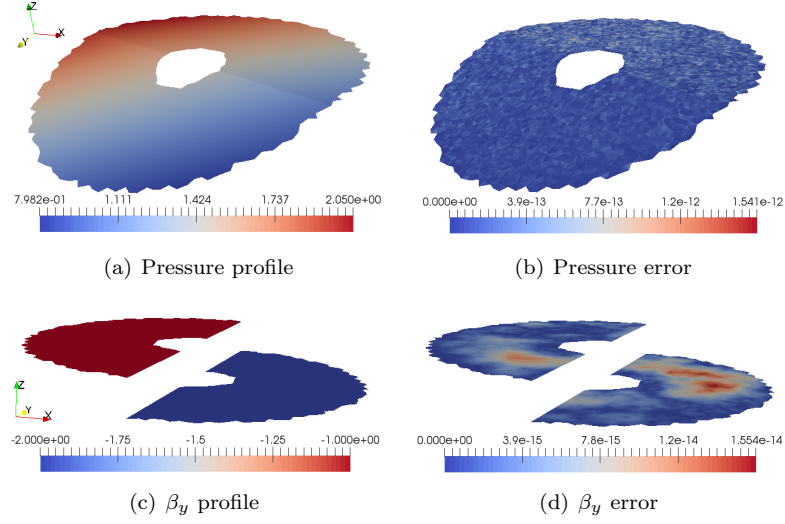 Z
X
Y
7.982e-01 1.111 1.424 1.737 2.050e+00
0.000e+00 3.9e-13 7.7e-13 1.2e-12 1.541e-12
(a) Pressure profile
(b) Pressure error
Z
Y
X
-2.0000e+00 -1.75 -1.5 -1.25 -1.000e+00
0.000e+00 3.9e-15 7.8e-15 1.2e-14 1.554e-14
(c) βy profile
(d) βy error